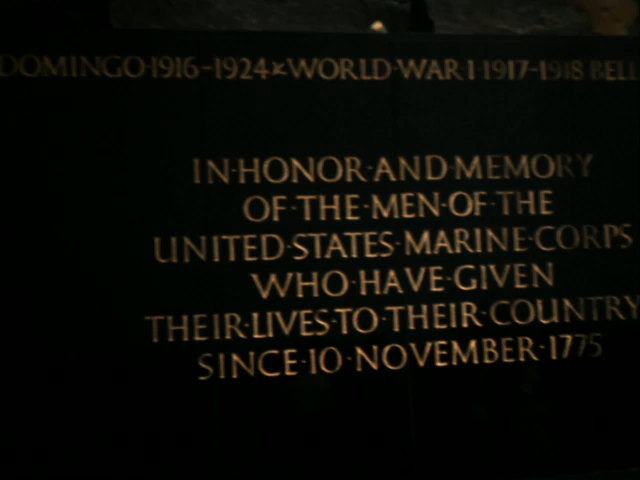 DOMINGO·1916-1924×WORLD·WAR·I 1917-1918 BELL
IN·HONOR·AND·MEMORY
OF·THE·MEN·OF·THE
UNITED·STATES·MARINE·CORPS
WHO·HAVE·GIVEN
THEIR·LIVES·TO·THEIR·COUNTRY
SINCE·10·NOVEMBER·1775